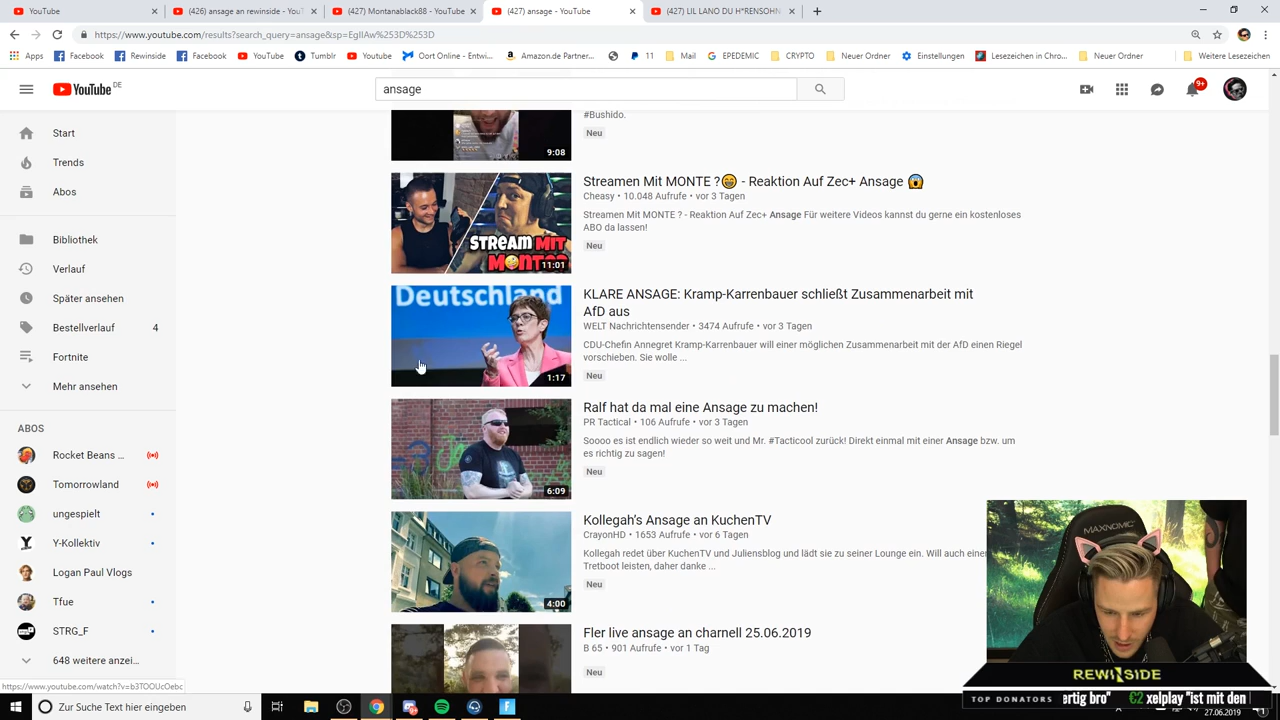 YouTube
(426) ansage an rewinside - YouT
(427) Montanablack88 - YouTube
(427) ansage - YouTube
(427) LIL LANO DU H*RENSOHN
https://www.youtube.com/results?search_query=ansage&sp=EgIIAw%253D%253D
Apps
Facebook
Rewinside
Facebook
YouTube
Tumblr
Youtube
Oort Online - Entwi...
Amazon.de Partner...
11
Mail
EPEDEMIC
CRYPTO
Neuer Ordner
Einstellungen
Lesezeichen in Chro...
Neuer Ordner
Weitere Lesezeichen
YouTube DE
ansage
9+
Start
Trends
Abos
Bibliothek
Verlauf
Später ansehen
Bestellverlauf 4
Fortnite
Mehr ansehen
ABOS
Rocket Beans ...
Tomorrowland
ungespielt
Y-Kollektiv
Logan Paul Vlogs
Tfue
STRG_F
648 weitere anzei...
#Bushido.
Neu
9:08
Streamen Mit MONTE ?😁 - Reaktion Auf Zec+ Ansage 😱
Cheasy • 10.048 Aufrufe • vor 3 Tagen
Streamen Mit MONTE ? - Reaktion Auf Zec+ Ansage Für weitere Videos kannst du gerne ein kostenloses
ABO da lassen!
Neu
STREAM MIT
MONTE?
11:01
KLARE ANSAGE: Kramp-Karrenbauer schließt Zusammenarbeit mit
AfD aus
WELT Nachrichtensender • 3474 Aufrufe • vor 3 Tagen
CDU-Chefin Annegret Kramp-Karrenbauer will einer möglichen Zusammenarbeit mit der AfD einen Riegel
vorschieben. Sie wolle ...
Neu
Deutschland
1:17
Ralf hat da mal eine Ansage zu machen!
PR Tactical • 106 Aufrufe • vor 3 Tagen
Soooo es ist endlich wieder so weit und Mr. #Tacticool zurück! Direkt einmal mit einer Ansage bzw. um
es richtig zu sagen!
Neu
6:09
Kollegah's Ansage an KuchenTV
CrayonHD • 1653 Aufrufe • vor 6 Tagen
Kollegah redet über KuchenTV und Juliensblog und lädt sie zu seiner Lounge ein. Will auch einen
Tretboot leisten, daher danke ...
Neu
4:00
Fler live ansage an charnell 25.06.2019
B 65 • 901 Aufrufe • vor 1 Tag
Neu
MAXNOMIC
REWINSIDE
TOP DONATORS
ertig bro" €2 xelplay "ist mit den
https://www.youtube.com/watch?v=b3TOOUcOebc
Zur Suche Text hier eingeben
27.06.2019